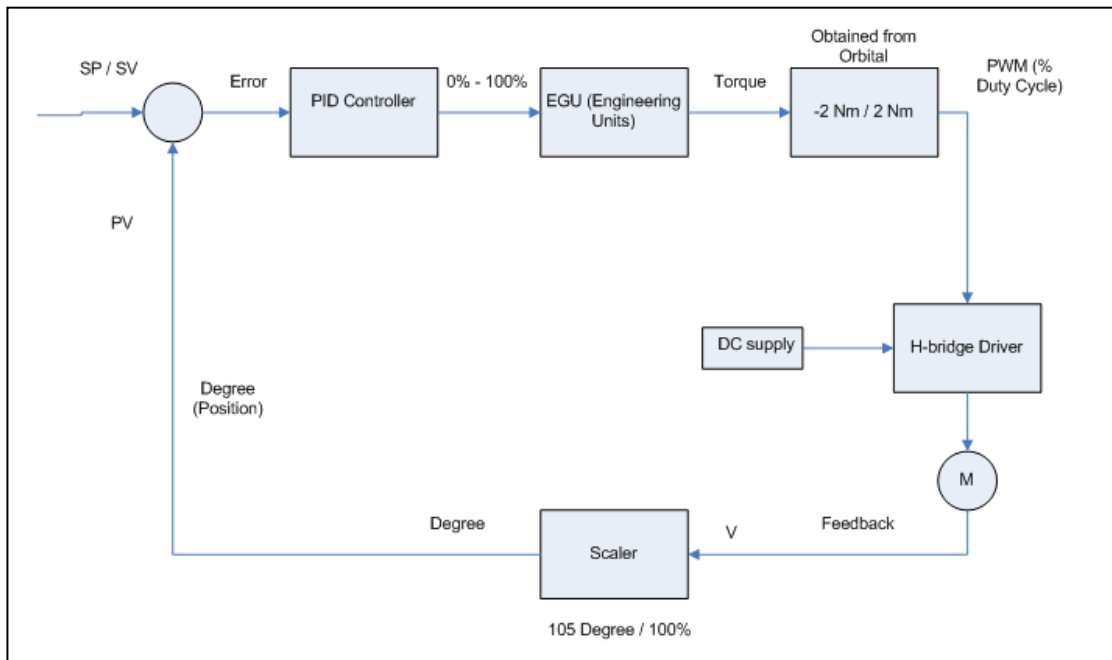 Obtained from
Orbital
SP / SV
Error
PID Controller
0% - 100%
EGU (Engineering
Units)
Torque
-2 Nm / 2 Nm
PWM (%
Duty Cycle)
PV
DC supply
H-bridge Driver
Degree
(Position)
M
Degree
Scaler
V
Feedback
105 Degree / 100%